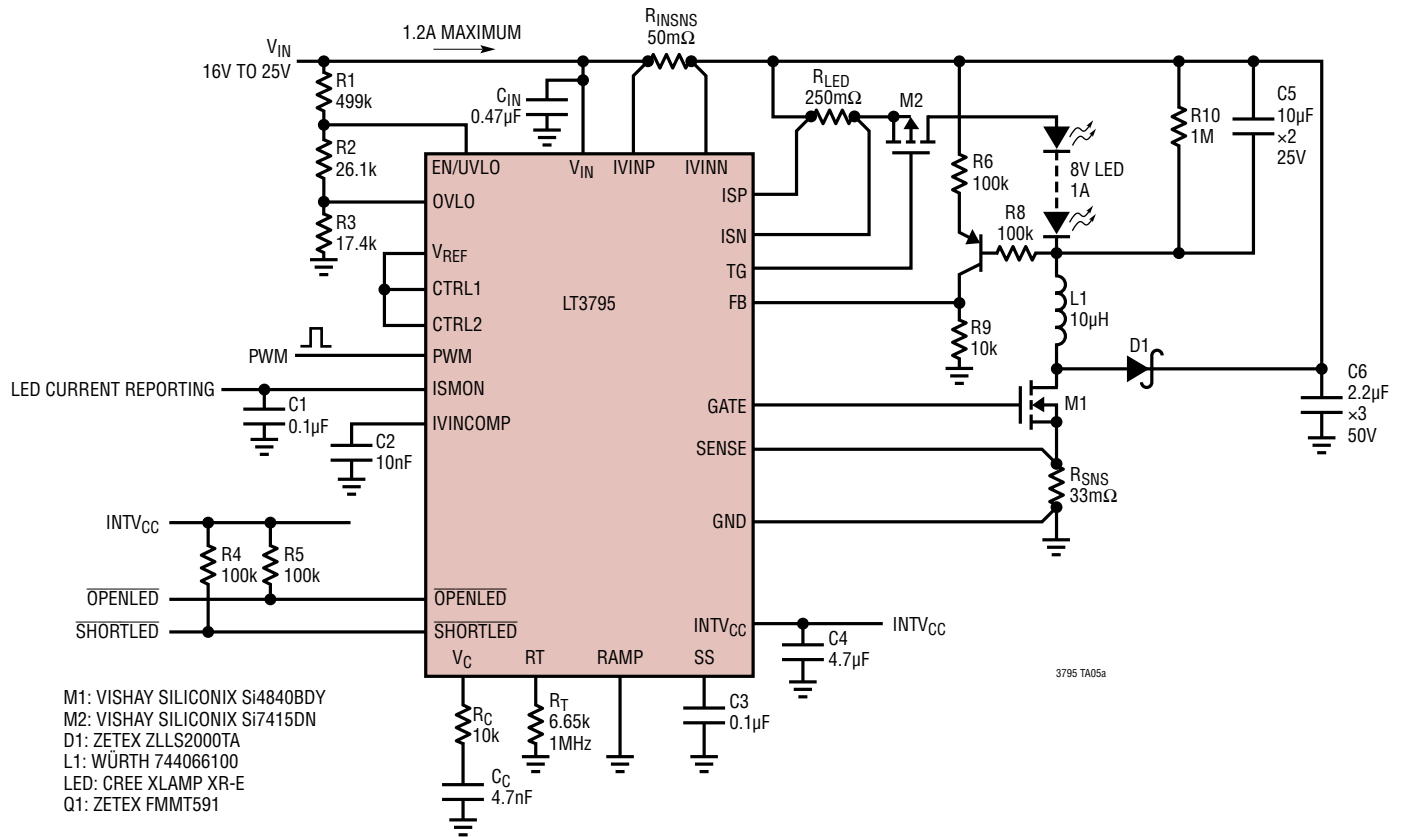 R_INSNS
50mΩ
1.2A MAXIMUM
V_IN
16V TO 25V
R1
499k
C_IN
0.47µF
R_LED
250mΩ
M2
R10
1M
C5
10µF
×2
25V
R2
26.1k
EN/UVLO
V_IN
IVINP
IVINN
ISP
R6
100k
8V LED
1A
OVLO
R3
17.4k
ISN
R8
100k
V_REF
TG
CTRL1
LT3795
FB
L1
10µH
CTRL2
R9
10k
PWM
PWM
D1
LED CURRENT REPORTING
ISMON
C1
0.1µF
GATE
M1
C6
2.2µF
×3
50V
IVINCOMP
C2
10nF
SENSE
R_SNS
33mΩ
INTV_CC
GND
R4
100k
R5
100k
OPENLED
OPENLED
SHORTLED
SHORTLED
INTV_CC
INTV_CC
C4
4.7µF
V_C
RT
RAMP
SS
3795 TA05a
R_C
10k
R_T
6.65k
1MHz
C3
0.1µF
C_C
4.7nF
M1: VISHAY SILICONIX Si4840BDY
M2: VISHAY SILICONIX Si7415DN
D1: ZETEX ZLLS2000TA
L1: WÜRTH 744066100
LED: CREE XLAMP XR-E
Q1: ZETEX FMMT591